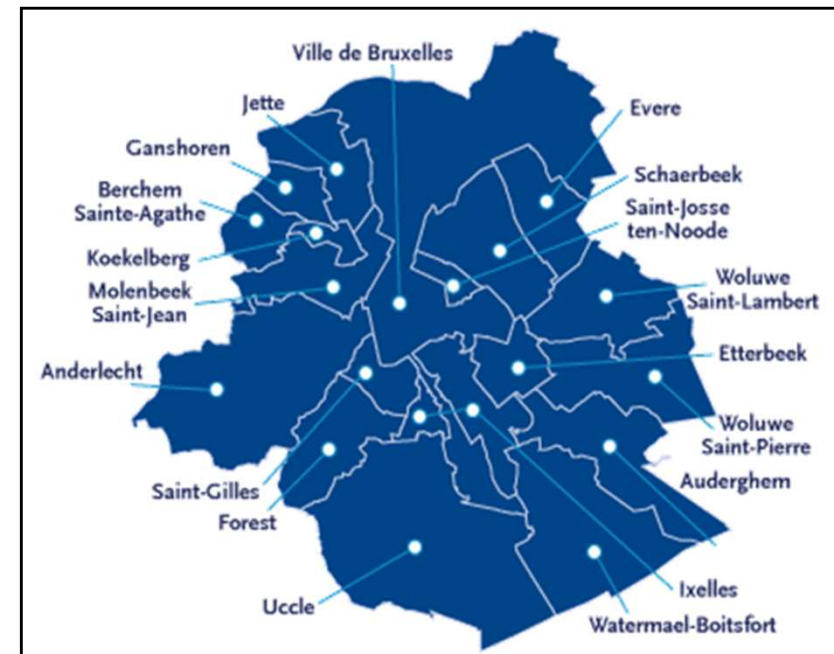 Ville de Bruxelles
Jette
Evere
Ganshoren
Schaerbeek
Berchem
Sainte-Agathe
Saint-Josse
ten-Noode
Koekelberg
Molenbeek
Saint-Jean
Woluwe
Saint-Lambert
Anderlecht
Etterbeek
Woluwe
Saint-Pierre
Saint-Gilles
Auderghem
Forest
Ixelles
Uccle
Watermael-Boitsfort